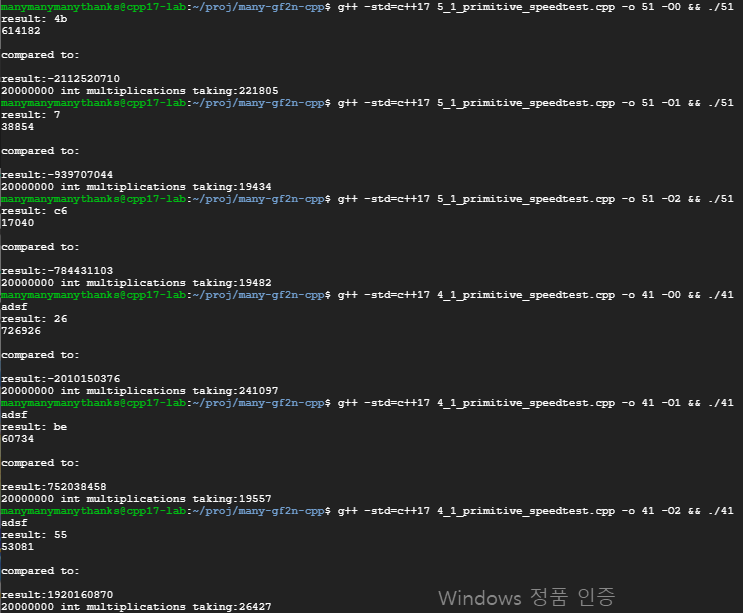 manymanymanythanks@cpp17-lab:~/proj/many-gf2n-cpp$ g++ -std=c++17 5_1_primitive_speedtest.cpp -o 51 -O0 && ./51
result: 4b
614182
compared to:
result:-2112520710
20000000 int multiplications taking:221805
manymanymanythanks@cpp17-lab:~/proj/many-gf2n-cpp$ g++ -std=c++17 5_1_primitive_speedtest.cpp -o 51 -O1 && ./51
result: 7
38854
compared to:
result:-939707044
20000000 int multiplications taking:19434
manymanymanythanks@cpp17-lab:~/proj/many-gf2n-cpp$ g++ -std=c++17 5_1_primitive_speedtest.cpp -o 51 -O2 && ./51
result: c6
17040
compared to:
result:-784431103
20000000 int multiplications taking:19482
manymanymanythanks@cpp17-lab:~/proj/many-gf2n-cpp$ g++ -std=c++17 4_1_primitive_speedtest.cpp -o 41 -O0 && ./41
adsf
result: 26
726926
compared to:
result:-2010150376
20000000 int multiplications taking:241097
manymanymanythanks@cpp17-lab:~/proj/many-gf2n-cpp$ g++ -std=c++17 4_1_primitive_speedtest.cpp -o 41 -O1 && ./41
adsf
result: be
60734
compared to:
result:752038458
20000000 int multiplications taking:19557
manymanymanythanks@cpp17-lab:~/proj/many-gf2n-cpp$ g++ -std=c++17 4_1_primitive_speedtest.cpp -o 41 -O2 && ./41
adsf
result: 55
53081
compared to:
result:1920160870
20000000 int multiplications taking:26427
Windows 정품 인증